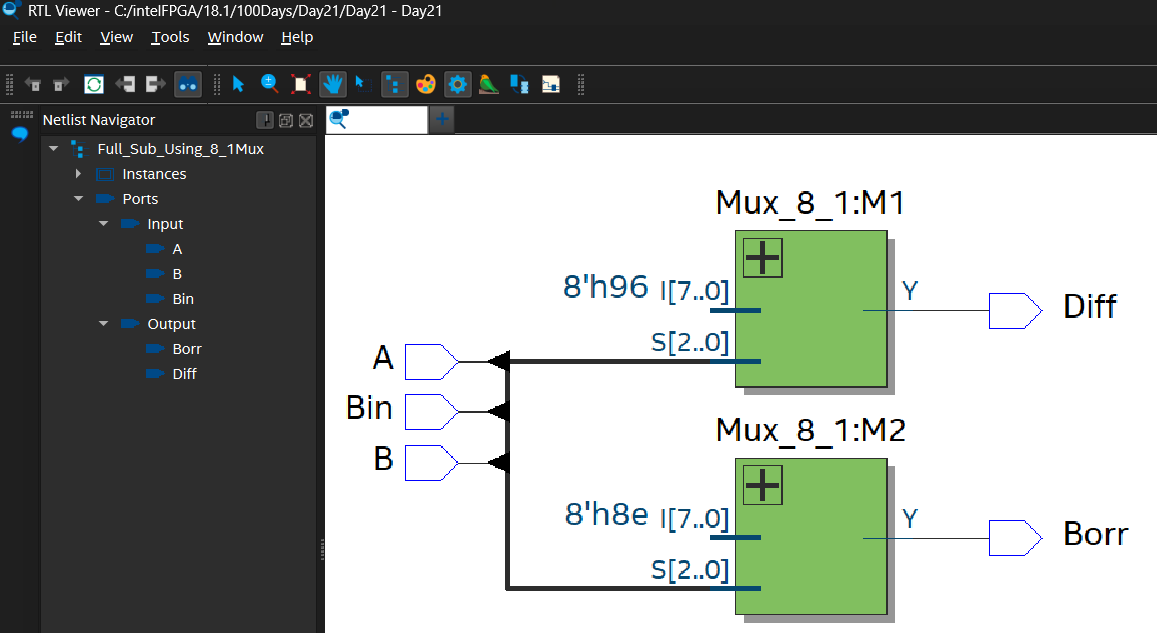 RTL Viewer - C:/intelFPGA/18.1/100Days/Day21/Day21 - Day21
File Edit View Tools Window Help
Netlist Navigator
Full_Sub_Using_8_1Mux
Instances
Ports
Input
A
B
Bin
Output
Borr
Diff
Mux_8_1:M1
8'h96 I[7..0]
Y
Diff
S[2..0]
A
Bin
B
Mux_8_1:M2
8'h8e I[7..0]
Y
Borr
S[2..0]